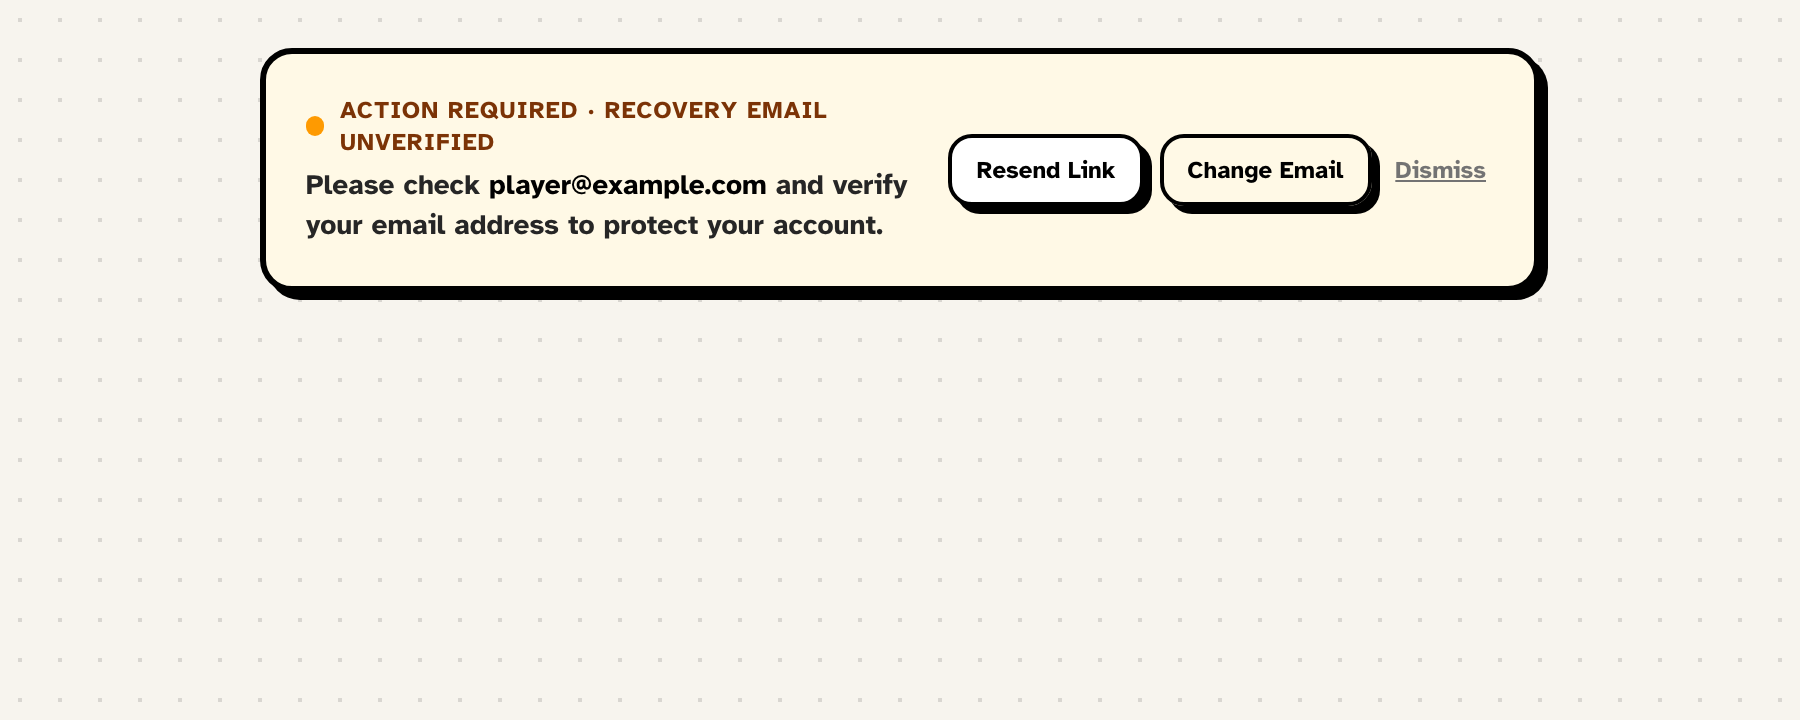 ACTION REQUIRED · RECOVERY EMAIL
UNVERIFIED
Please check player@example.com and verify
your email address to protect your account.
Resend Link
Change Email
Dismiss